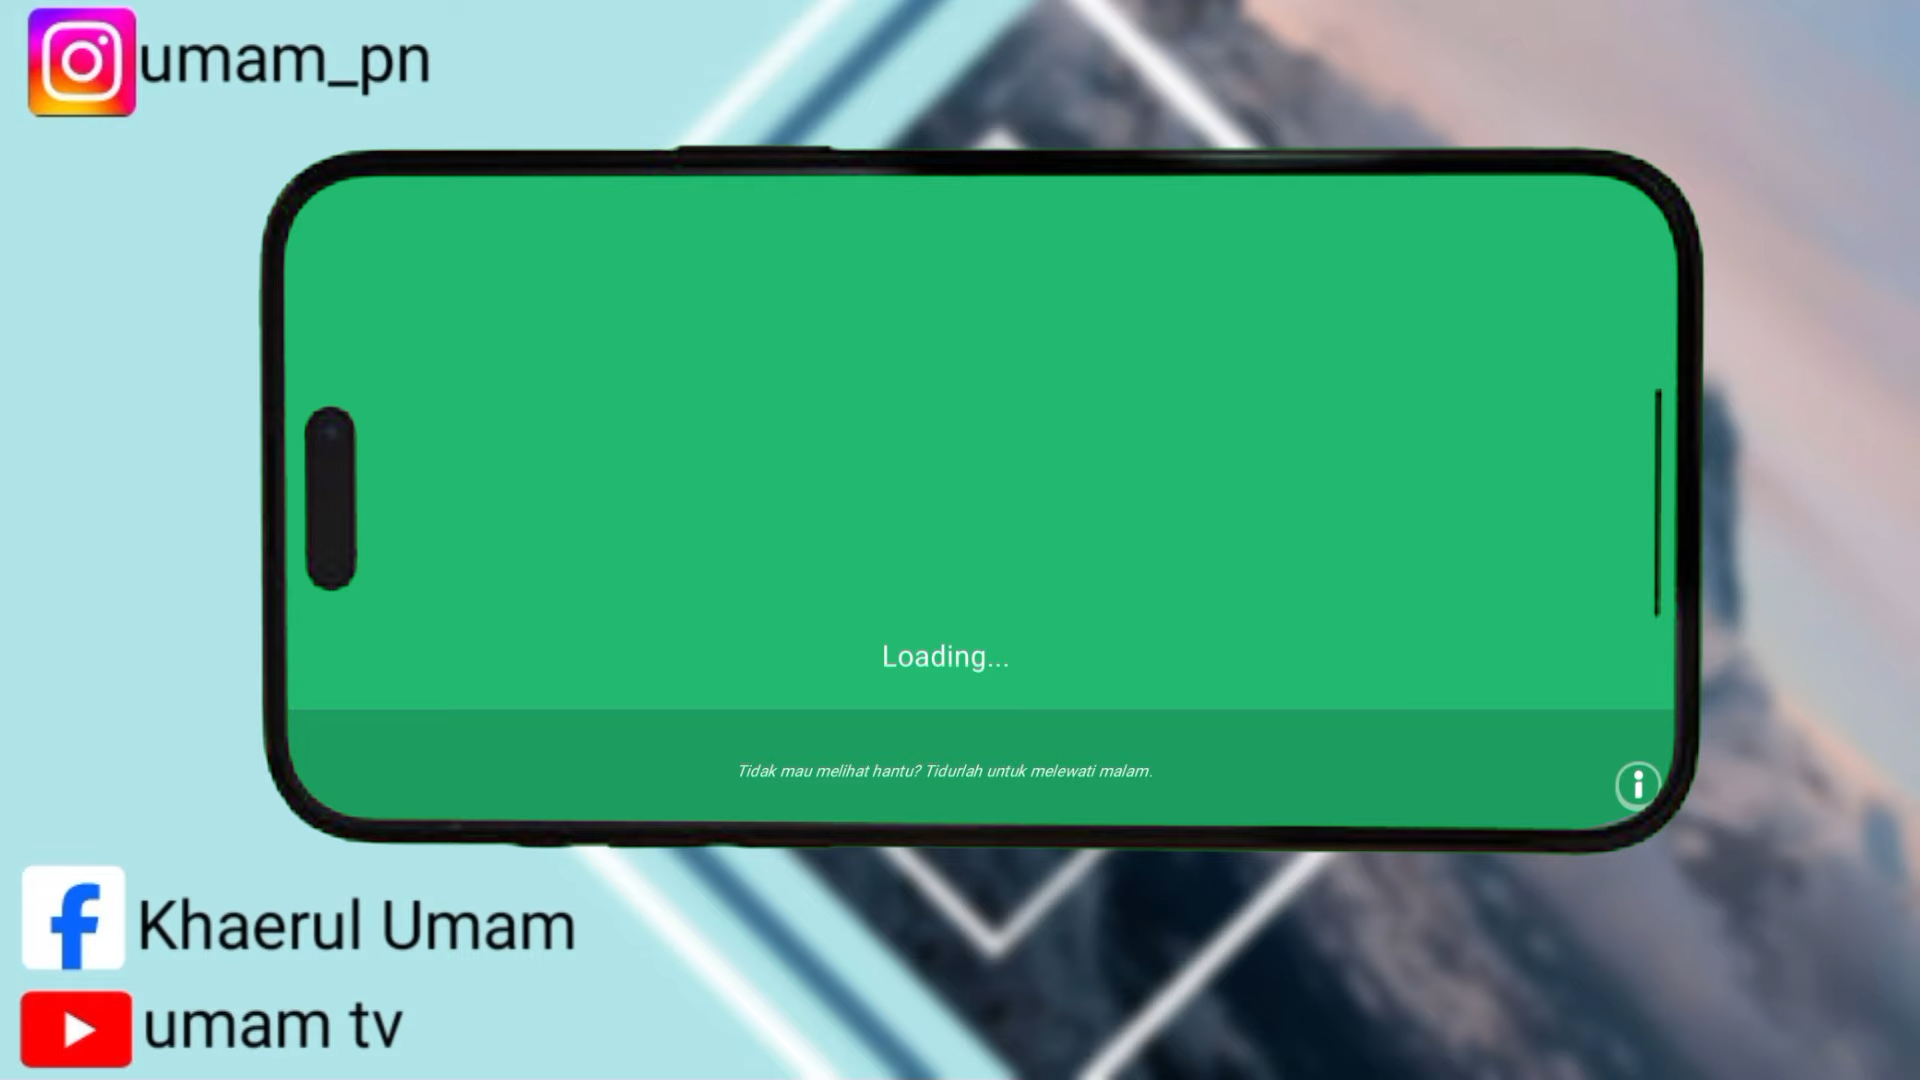 umam_pn
Loading...
Tidak mau melihat hantu? Tidurlah untuk melewati malam.
Khaerul Umam
umam tv